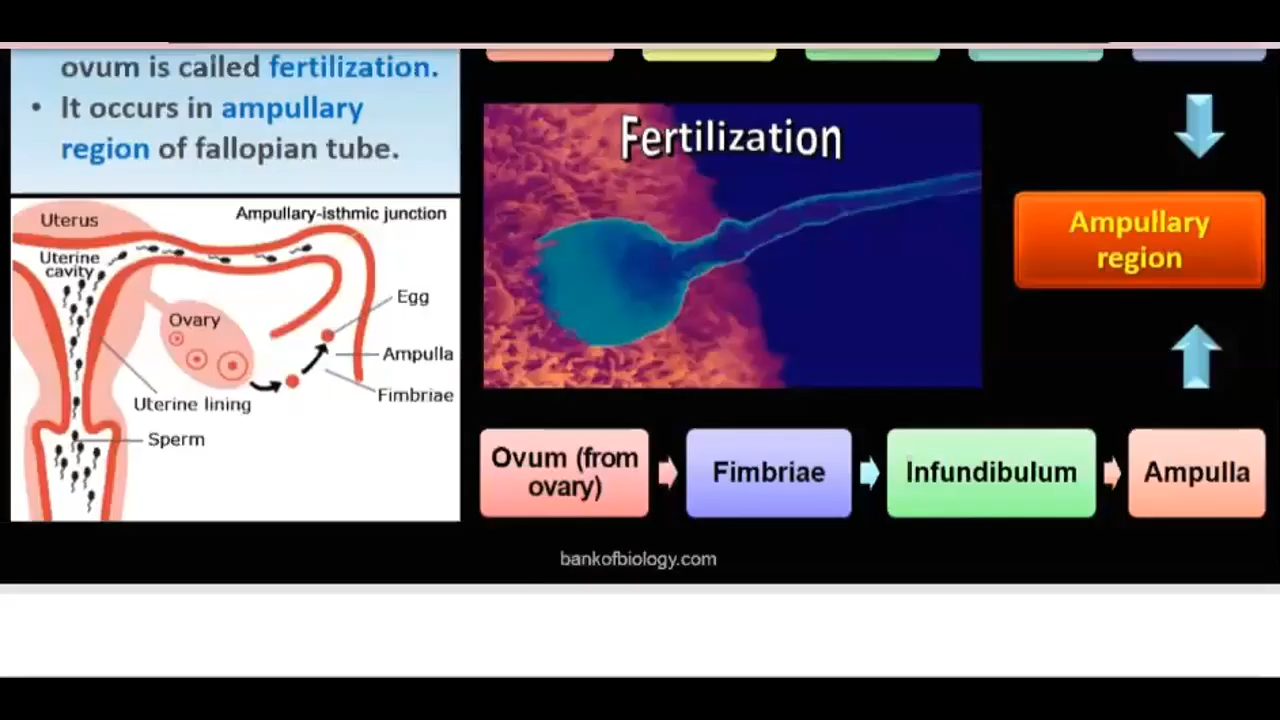 ovum is called fertilization.
• It occurs in ampullary
region of fallopian tube.
Uterus
Ampullary-isthmic junction
Uterine
cavity
Ovary
Egg
Ampulla
Fimbriae
Uterine lining
Sperm
Fertilization
Ampullary
region
Ovum (from
ovary)
Fimbriae
Infundibulum
Ampulla
bankofbiology.com